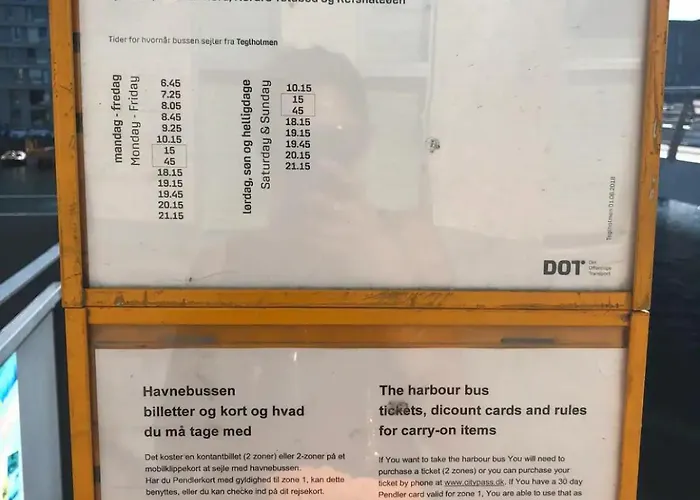 Tider for hvornår bussen sejler fra Teglholmen
mandag - fredag
Monday - Friday
6.45
7.25
8.05
8.45
9.25
10.15
15
45
18.15
19.15
19.45
20.15
21.15
lørdag, søn og helligdage
Saturday & Sunday
10.15
15
45
18.15
19.15
19.45
20.15
21.15
Teglholmen 01.06.2018
DOT
Din
Offentlige
Transport
Havnebussen
billetter og kort og hvad
du må tage med
Det koster en kontantbillet (2 zoner) eller 2-zoner på et
mobilklippekort at sejle med havnebussen.
Har du Pendlerkort med gyldighed til zone 1, kan dette
benyttes, eller du kan checke ind på dit rejsekort.
The harbour bus
tickets, dicount cards and rules
for carry-on items
If You want to take the harbour bus You will need to
purchase a ticket (2 zones) or you can purchase your
ticket by phone at www.citypass.dk. If You have a 30 day
Pendler card valid for zone 1, You are able to use that as